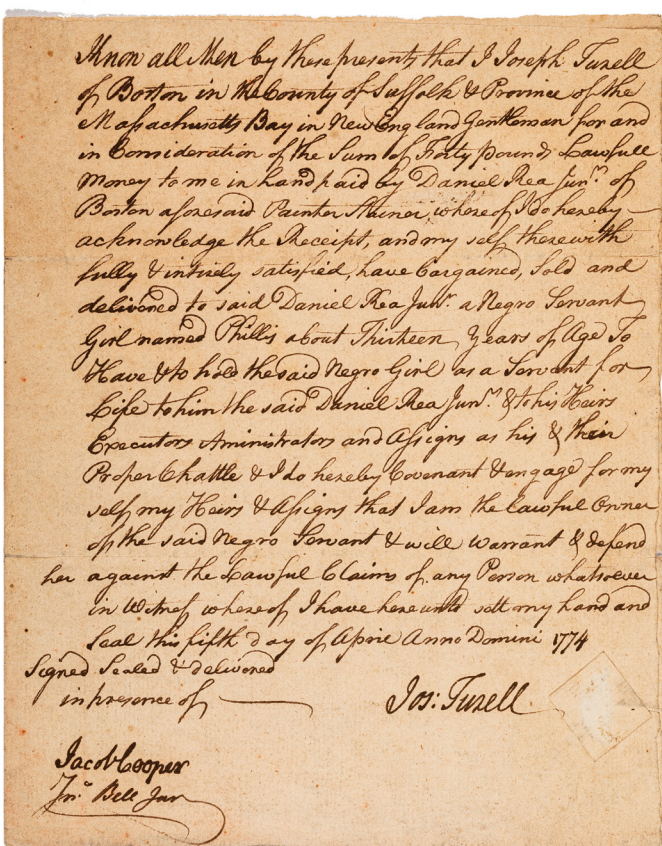 Know all Men by these presents that I Joseph Tuzell
of Boston in the County of Suffolk & Province of the
Massachusetts Bay in New England Gentleman for and
in Consideration of the Sum of Forty pounds Lawfull
money to me in hand paid by Daniel Rea Junr. of
Boston aforesaid Painter Stainer, whereof I do hereby
acknowledge the Receipt, and my self therewith
fully & intirely satisfied, have bargained, Sold and
delivered to said Daniel Rea Junr. a Negro Servant
Girl named Phillis about Thirteen Years of Age To
Have & to hold the said Negro Girl as a Servant for
Life to him the said Daniel Rea Junr. & to his Heirs
Executors Aministrators and Assigns as his & their
Proper Chattle & I do hereby Covenant & engage for my
self my Heirs & Assigns that I am the Lawful Owner
of the said Negro Servant & will Warrant & defend
her against the Lawful Claims of any Person whatsoever
in Witness whereof I have hereunto sett my hand and
Seal this fifth day of April Anno Domini 1774
Signed Sealed & delivered
in presence of
Jos: Tuzell
Jacob Cooper
Jno. Bell Jun